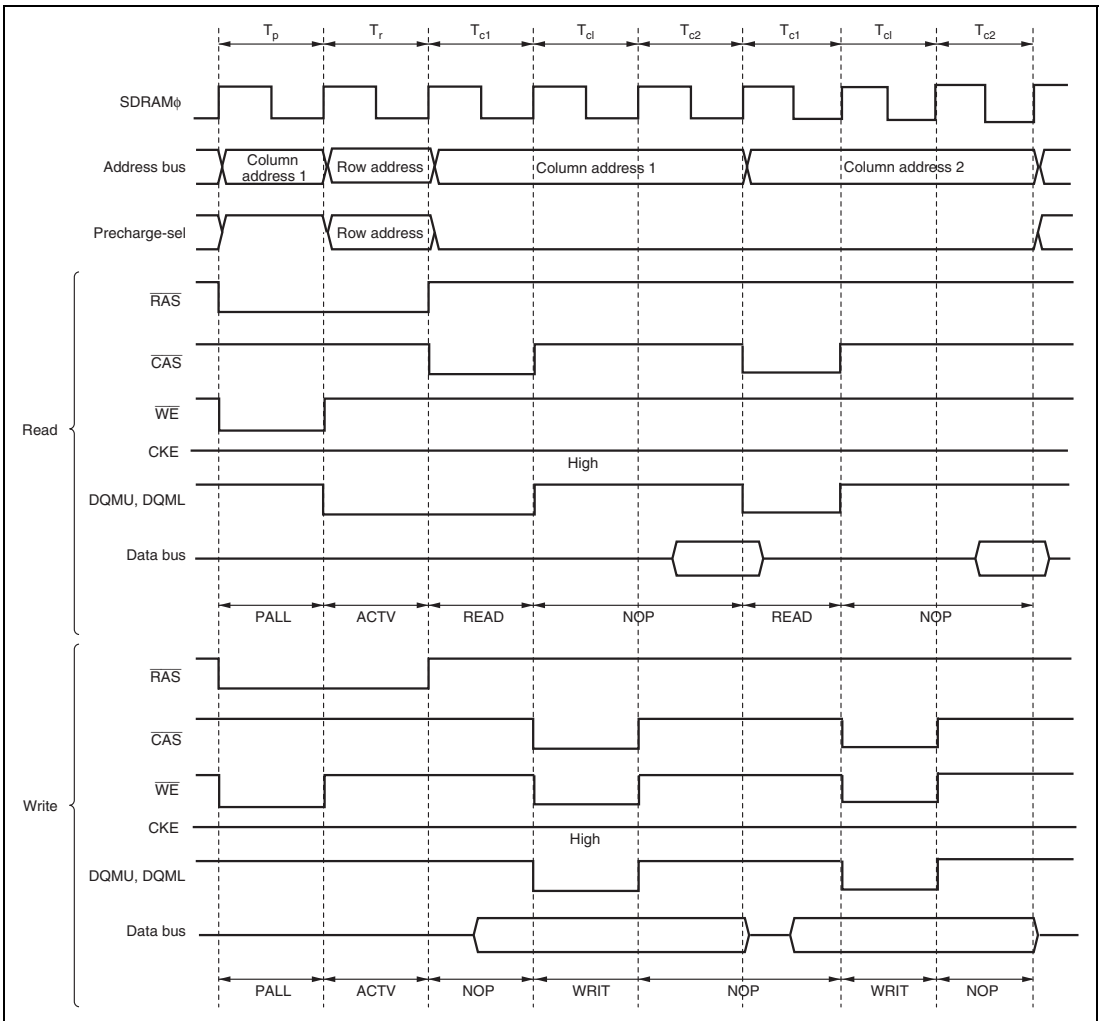 Tp Tr Tc1 Tcl Tc2 Tc1 Tcl Tc2
SDRAMϕ
Address bus
Column
address 1
Row address
Column address 1
Column address 2
Precharge-sel
Row address
Read
RAS
CAS
WE
CKE
High
DQMU, DQML
Data bus
PALL ACTV READ NOP READ NOP
Write
RAS
CAS
WE
CKE
High
DQMU, DQML
Data bus
PALL ACTV NOP WRIT NOP WRIT NOP